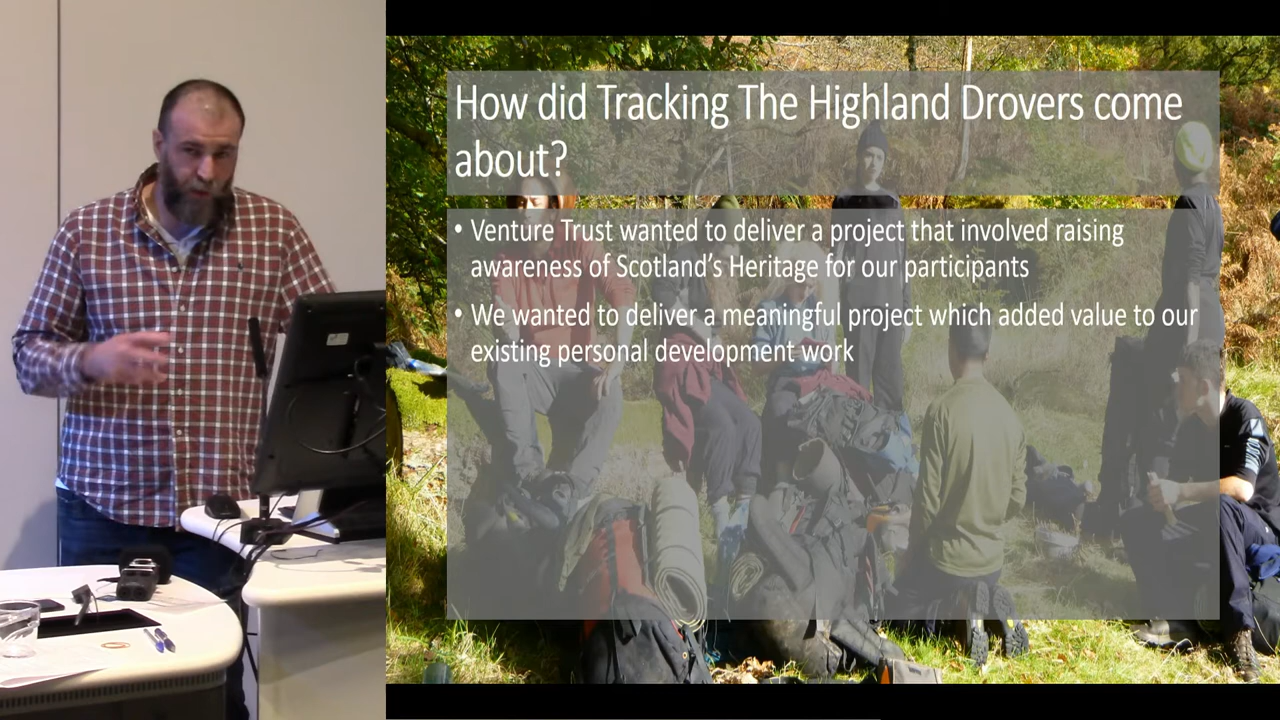 How did Tracking The Highland Drovers come
about?
• Venture Trust wanted to deliver a project that involved raising
awareness of Scotland's Heritage for our participants
• We wanted to deliver a meaningful project which added value to our
existing personal development work